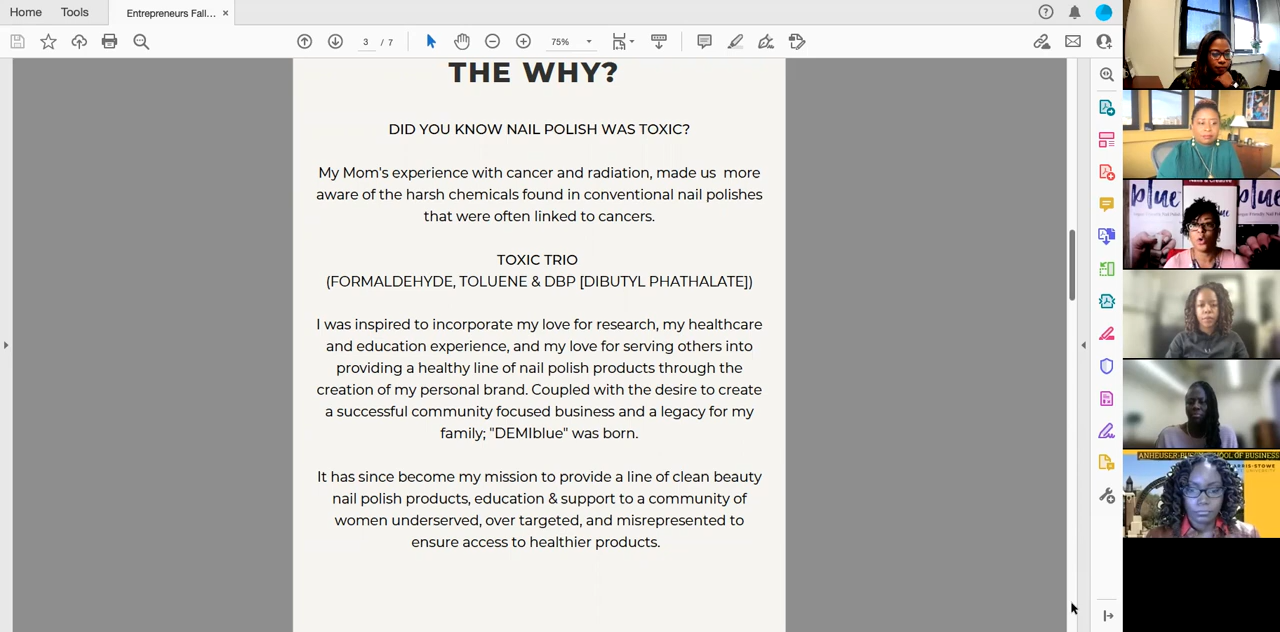 Home
Tools
Entrepreneurs Fall...
3 / 7
75%
THE WHY?
DID YOU KNOW NAIL POLISH WAS TOXIC?
My Mom's experience with cancer and radiation, made us more
aware of the harsh chemicals found in conventional nail polishes
that were often linked to cancers.
TOXIC TRIO
(FORMALDEHYDE, TOLUENE & DBP [DIBUTYL PHATHALATE])
I was inspired to incorporate my love for research, my healthcare
and education experience, and my love for serving others into
providing a healthy line of nail polish products through the
creation of my personal brand. Coupled with the desire to create
a successful community focused business and a legacy for my
family; "DEMIblue" was born.
It has since become my mission to provide a line of clean beauty
nail polish products, education & support to a community of
women underserved, over targeted, and misrepresented to
ensure access to healthier products.
blue
blue
ANHEUSER-BUSCH SCHOOL OF BUSINESS